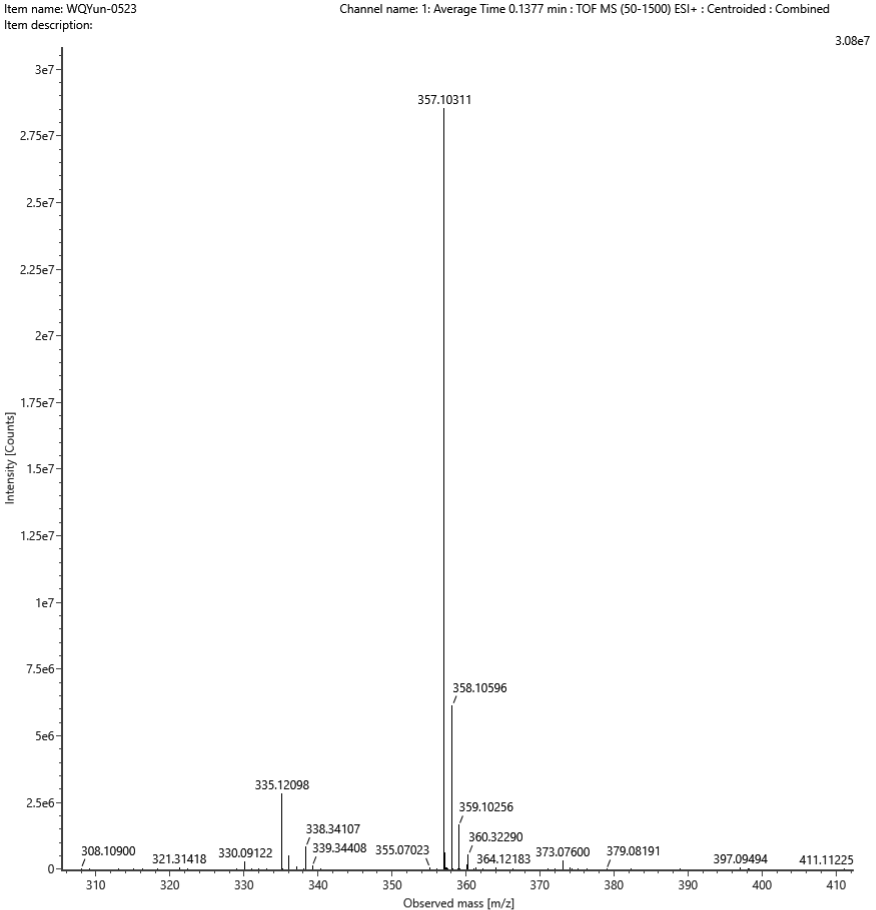 Item name: WQYun-0523
Channel name: 1: Average Time 0.1377 min : TOF MS (50-1500) ESI+ : Centroided : Combined
Item description:
3.08e7
3e7
357.10311
2.75e7
2.5e7
2.25e7
2e7
1.75e7
1.5e7
1.25e7
1e7
7.5e6
5e6
2.5e6
0
Intensity [Counts]
358.10596
335.12098
359.10256
338.34107
360.32290
339.34408
355.07023
308.10900
321.31418
330.09122
364.12183
373.07600
379.08191
397.09494
411.11225
310
320
330
340
350
360
370
380
390
400
410
Observed mass [m/z]